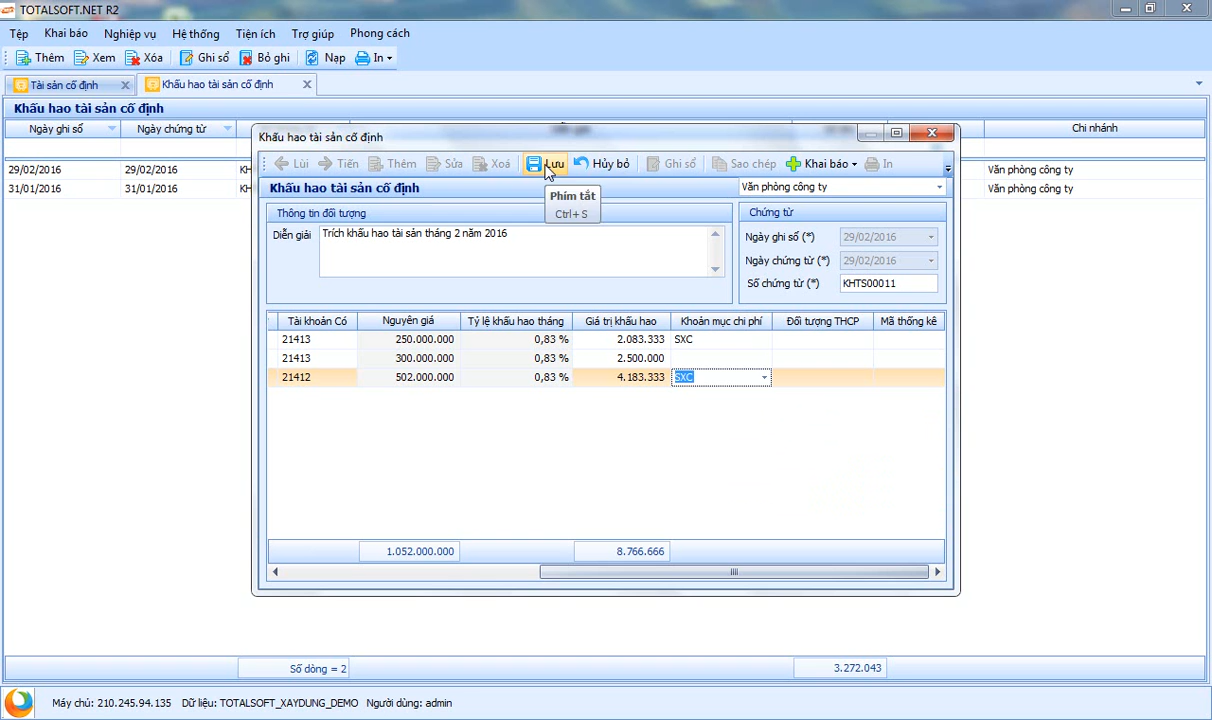 TOTALSOFT.NET R2
Tệp Khai báo Nghiệp vụ Hệ thống Tiện ích Trợ giúp Phong cách
Thêm Xem Xóa Ghi sổ Bỏ ghi Nạp In
Tài sản cố định Khấu hao tài sản cố định
Khấu hao tài sản cố định
Ngày ghi sổ Ngày chứng từ Chi nhánh
29/02/2016 29/02/2016 KH Văn phòng công ty
31/01/2016 31/01/2016 KH Văn phòng công ty
Khấu hao tài sản cố định
Lùi Tiến Thêm Sửa Xoá Lưu Hủy bỏ Ghi sổ Sao chép Khai báo In
Khấu hao tài sản cố định Văn phòng công ty
Phím tắt
Ctrl+S
Thông tin đối tượng
Diễn giải Trích khấu hao tài sản tháng 2 năm 2016
Chứng từ
Ngày ghi sổ (*) 29/02/2016
Ngày chứng từ (*) 29/02/2016
Số chứng từ (*) KHTS00011
Tài khoản Có Nguyên giá Tỷ lệ khấu hao tháng Giá trị khấu hao Khoản mục chi phí Đối tượng THCP Mã thống kê
21413 250.000.000 0,83 % 2.083.333 SXC
21413 300.000.000 0,83 % 2.500.000
21412 502.000.000 0,83 % 4.183.333 SXC
1.052.000.000 8.766.666
Số dòng = 2 3.272.043
Máy chủ: 210.245.94.135 Dữ liệu: TOTALSOFT_XAYDUNG_DEMO Người dùng: admin